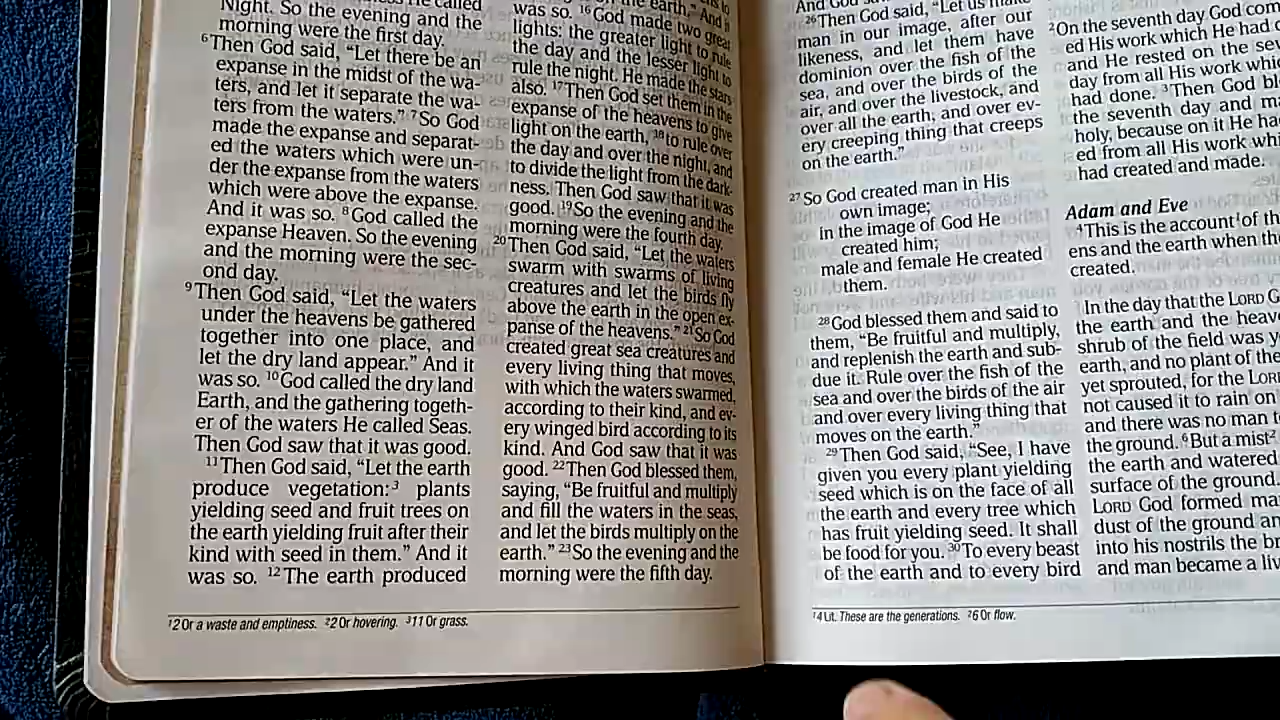 He called
Night. So the evening and the
morning were the first day.
⁶Then God said, “Let there be an
expanse in the midst of the wa-
ters, and let it separate the wa-
ters from the waters.” ⁷So God
made the expanse and separat-
ed the waters which were un-
der the expanse from the waters
which were above the expanse.
And it was so. ⁸God called the
expanse Heaven. So the evening
and the morning were the sec-
ond day.
⁹Then God said, “Let the waters
under the heavens be gathered
together into one place, and
let the dry land appear.” And it
was so. ¹⁰God called the dry land
Earth, and the gathering togeth-
er of the waters He called Seas.
Then God saw that it was good.
¹¹Then God said, “Let the earth
produce vegetation:³ plants
yielding seed and fruit trees on
the earth yielding fruit after their
kind with seed in them.” And it
was so. ¹²The earth produced
the earth,” And it
was so. ¹⁶God made two great
lights: the greater light to rule
the day and the lesser light to
rule the night. He made the stars
also. ¹⁷Then God set them in the
expanse of the heavens to give
light on the earth, ¹⁸to rule over
the day and over the night, and
to divide the light from the dark-
ness. Then God saw that it was
good. ¹⁹So the evening and the
morning were the fourth day.
²⁰Then God said, “Let the waters
swarm with swarms of living
creatures and let the birds fly
above the earth in the open ex-
panse of the heavens.” ²¹So God
created great sea creatures and
every living thing that moves,
with which the waters swarmed,
according to their kind, and ev-
ery winged bird according to its
kind. And God saw that it was
good. ²²Then God blessed them,
saying, “Be fruitful and multiply
and fill the waters in the seas,
and let the birds multiply on the
earth.” ²³So the evening and the
morning were the fifth day.
¹2 Or a waste and emptiness. ²2 Or hovering. ³11 Or grass.
And God
²⁶Then God said, “Let us make
man in our image, after our
likeness, and let them have
dominion over the fish of the
sea, and over the birds of the
air, and over the livestock, and
over all the earth, and over ev-
ery creeping thing that creeps
on the earth.”
²⁷So God created man in His
own image;
in the image of God He
created him;
male and female He created
them.
²⁸God blessed them and said to
them, “Be fruitful and multiply,
and replenish the earth and sub-
due it. Rule over the fish of the
sea and over the birds of the air
and over every living thing that
moves on the earth.”
²⁹Then God said, “See, I have
given you every plant yielding
seed which is on the face of all
the earth and every tree which
has fruit yielding seed. It shall
be food for you. ³⁰To every beast
of the earth and to every bird
²On the seventh day God com
ed His work which He had
and He rested on the sev
day from all His work whi
had done. ³Then God bl
the seventh day and m
holy, because on it He ha
ed from all His work wh
had created and made.
Adam and Eve
⁴This is the account¹ of th
ens and the earth when th
created.
In the day that the LORD G
the earth and the heav
shrub of the field was y
earth, and no plant of the
yet sprouted, for the LOR
not caused it to rain on
and there was no man t
the ground. ⁶But a mist²
the earth and watered
surface of the ground.
LORD God formed ma
dust of the ground an
into his nostrils the br
and man became a liv
¹4 Lit. These are the generations. ²6 Or flow.